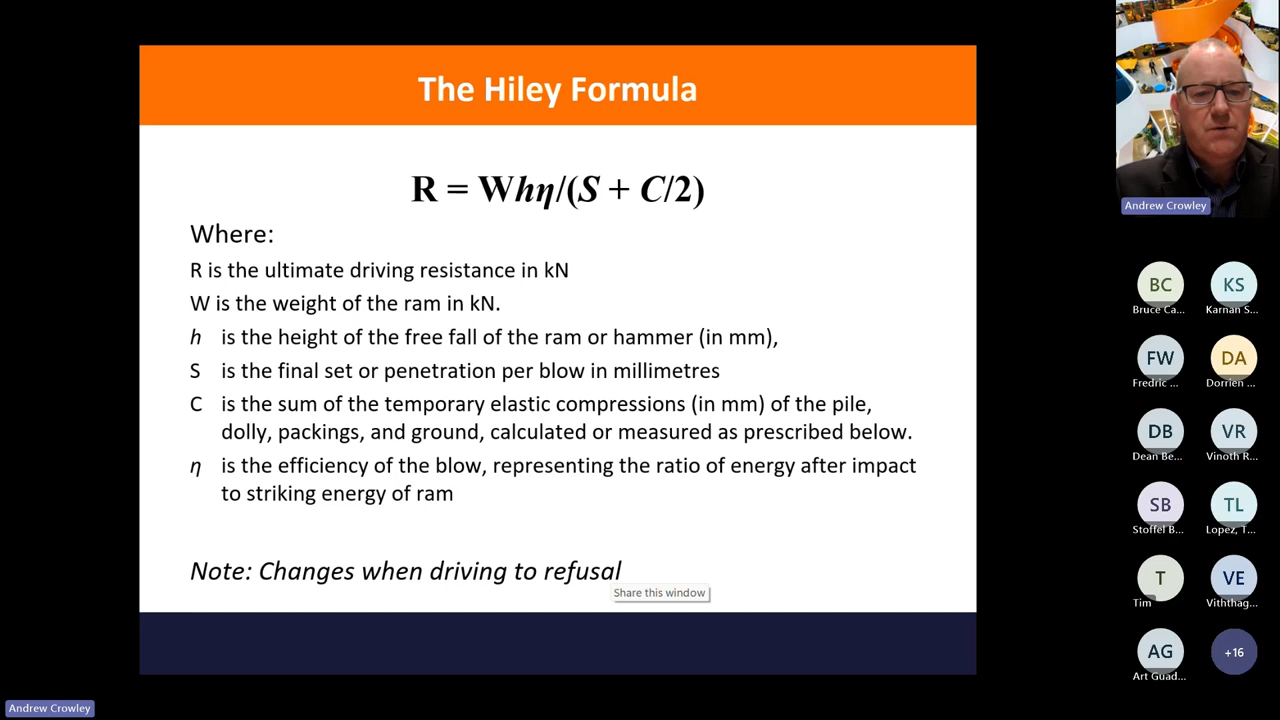 The Hiley Formula
R = Whη/(S + C/2)
Where:
R is the ultimate driving resistance in kN
W is the weight of the ram in kN.
h is the height of the free fall of the ram or hammer (in mm),
S is the final set or penetration per blow in millimetres
C is the sum of the temporary elastic compressions (in mm) of the pile,
dolly, packings, and ground, calculated or measured as prescribed below.
η is the efficiency of the blow, representing the ratio of energy after impact
to striking energy of ram
Note: Changes when driving to refusal
Share this window
Andrew Crowley
BC KS
Bruce Ca... Karnan S...
FW DA
Fredric ... Dorrien ...
DB VR
Dean Be... Vinoth R...
SB TL
Stoffel B... Lopez, T...
T VE
Tim Viththag...
AG +16
Art Guad...
Andrew Crowley